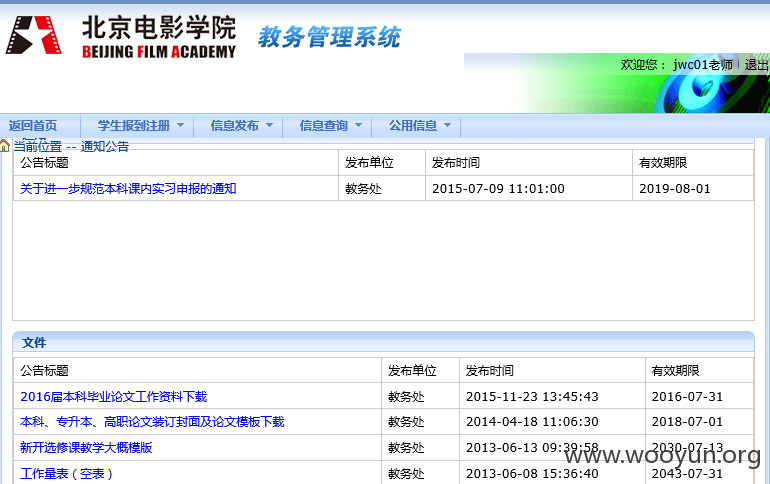 北京电影学院
BEIJING FILM ACADEMY
教务管理系统
欢迎您： jwc01老师 | 退出
返回首页 学生报到注册 信息发布 信息查询 公用信息
当前位置 -- 通知公告
公告标题 发布单位 发布时间 有效期限
关于进一步规范本科课内实习申报的通知 教务处 2015-07-09 11:01:00 2019-08-01
文件
公告标题 发布单位 发布时间 有效期限
2016届本科毕业论文工作资料下载 教务处 2015-11-23 13:45:43 2016-07-31
本科、专升本、高职论文装订封面及论文模板下载 教务处 2014-04-18 11:06:30 2018-07-01
新开选修课教学大概模版 教务处 2013-06-13 09:39:58 2030-07-13
工作量表（空表） 教务处 2013-06-08 15:36:40 2043-07-31
www.wooyun.org